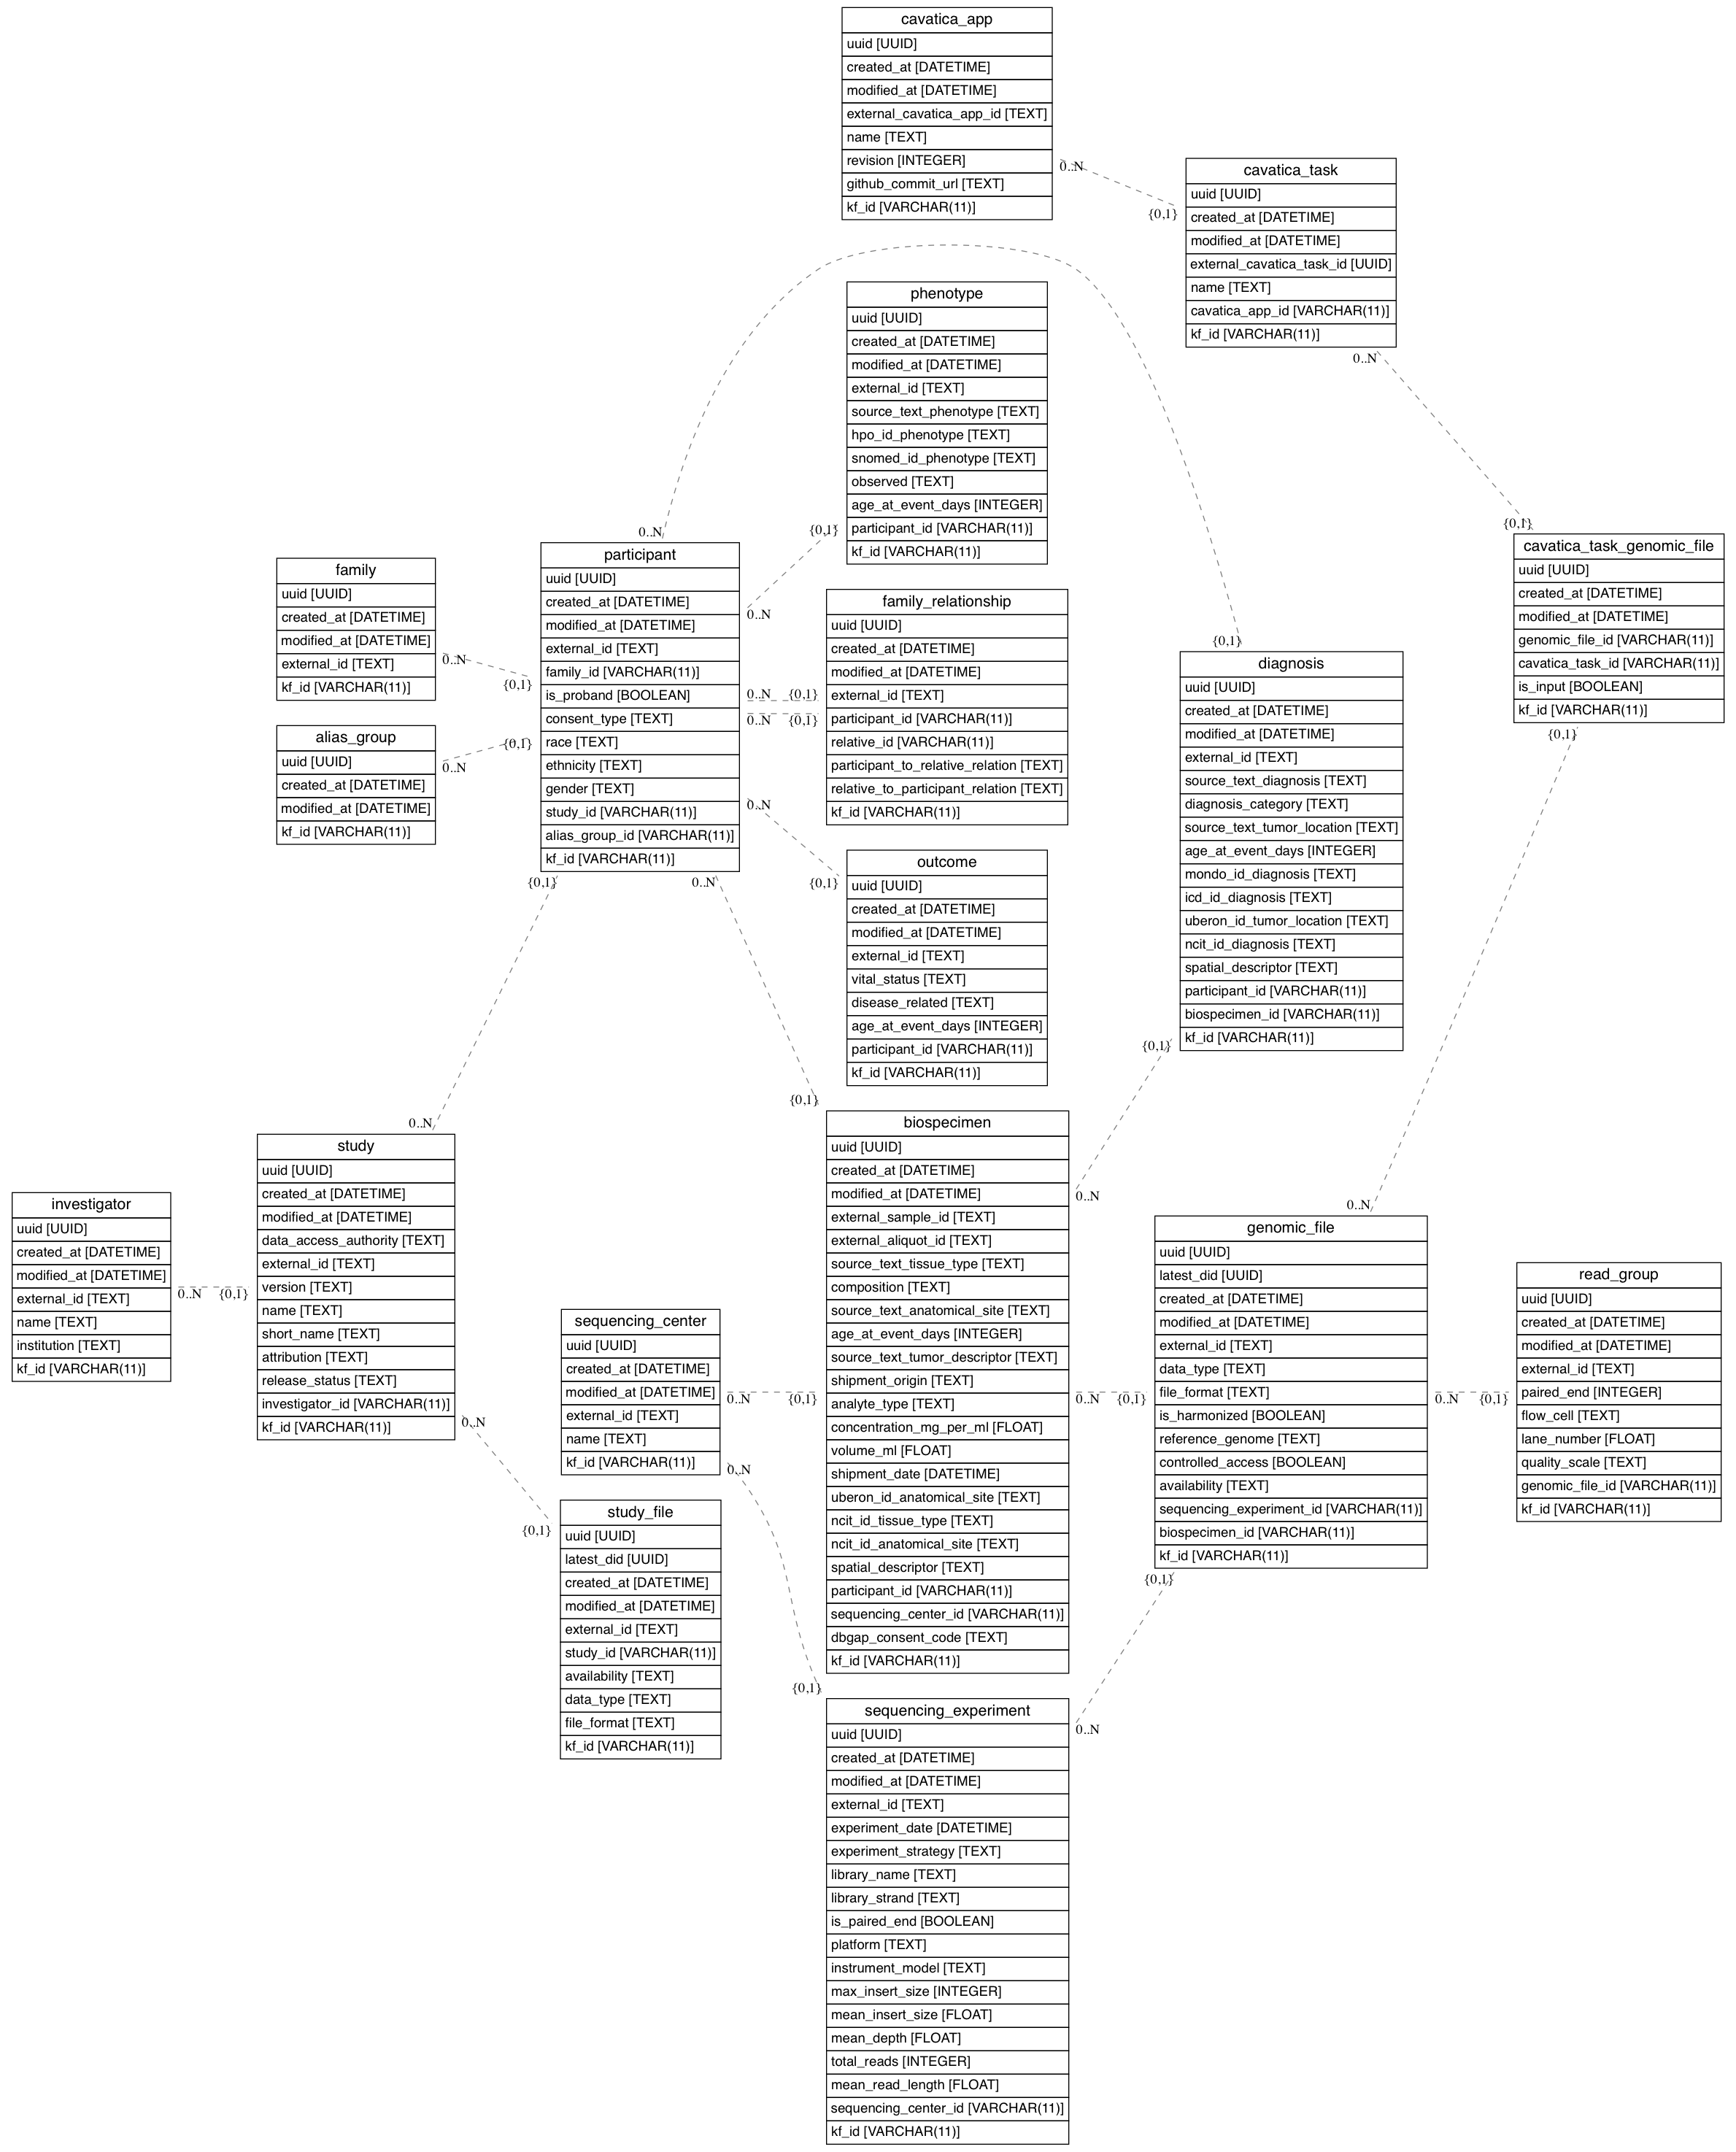 cavatica_app
uuid [UUID]
created_at [DATETIME]
modified_at [DATETIME]
external_cavatica_app_id [TEXT]
name [TEXT]
revision [INTEGER]
github_commit_url [TEXT]
kf_id [VARCHAR(11)]
0..N
{0,1}
cavatica_task
uuid [UUID]
created_at [DATETIME]
modified_at [DATETIME]
external_cavatica_task_id [UUID]
name [TEXT]
cavatica_app_id [VARCHAR(11)]
kf_id [VARCHAR(11)]
0..N
{0,1}
phenotype
uuid [UUID]
created_at [DATETIME]
modified_at [DATETIME]
external_id [TEXT]
source_text_phenotype [TEXT]
hpo_id_phenotype [TEXT]
snomed_id_phenotype [TEXT]
observed [TEXT]
age_at_event_days [INTEGER]
participant_id [VARCHAR(11)]
kf_id [VARCHAR(11)]
{0,1}
0..N
0..N
{0,1}
family
uuid [UUID]
created_at [DATETIME]
modified_at [DATETIME]
external_id [TEXT]
kf_id [VARCHAR(11)]
0..N
{0,1}
alias_group
uuid [UUID]
created_at [DATETIME]
modified_at [DATETIME]
kf_id [VARCHAR(11)]
0..N
{0,1}
participant
uuid [UUID]
created_at [DATETIME]
modified_at [DATETIME]
external_id [TEXT]
family_id [VARCHAR(11)]
is_proband [BOOLEAN]
consent_type [TEXT]
race [TEXT]
ethnicity [TEXT]
gender [TEXT]
study_id [VARCHAR(11)]
alias_group_id [VARCHAR(11)]
kf_id [VARCHAR(11)]
0..N {0,1}
0..N {0,1}
family_relationship
uuid [UUID]
created_at [DATETIME]
modified_at [DATETIME]
external_id [TEXT]
participant_id [VARCHAR(11)]
relative_id [VARCHAR(11)]
participant_to_relative_relation [TEXT]
relative_to_participant_relation [TEXT]
kf_id [VARCHAR(11)]
0..N
{0,1}
outcome
uuid [UUID]
created_at [DATETIME]
modified_at [DATETIME]
external_id [TEXT]
vital_status [TEXT]
disease_related [TEXT]
age_at_event_days [INTEGER]
participant_id [VARCHAR(11)]
kf_id [VARCHAR(11)]
diagnosis
uuid [UUID]
created_at [DATETIME]
modified_at [DATETIME]
external_id [TEXT]
source_text_diagnosis [TEXT]
diagnosis_category [TEXT]
source_text_tumor_location [TEXT]
age_at_event_days [INTEGER]
mondo_id_diagnosis [TEXT]
icd_id_diagnosis [TEXT]
uberon_id_tumor_location [TEXT]
ncit_id_diagnosis [TEXT]
spatial_descriptor [TEXT]
participant_id [VARCHAR(11)]
biospecimen_id [VARCHAR(11)]
kf_id [VARCHAR(11)]
{0,1}
0..N
cavatica_task_genomic_file
uuid [UUID]
created_at [DATETIME]
modified_at [DATETIME]
genomic_file_id [VARCHAR(11)]
cavatica_task_id [VARCHAR(11)]
is_input [BOOLEAN]
kf_id [VARCHAR(11)]
{0,1}
0..N
{0,1}
0..N
0..N
{0,1}
investigator
uuid [UUID]
created_at [DATETIME]
modified_at [DATETIME]
external_id [TEXT]
name [TEXT]
institution [TEXT]
kf_id [VARCHAR(11)]
0..N {0,1}
study
uuid [UUID]
created_at [DATETIME]
modified_at [DATETIME]
data_access_authority [TEXT]
external_id [TEXT]
version [TEXT]
name [TEXT]
short_name [TEXT]
attribution [TEXT]
release_status [TEXT]
investigator_id [VARCHAR(11)]
kf_id [VARCHAR(11)]
0..N
{0,1}
sequencing_center
uuid [UUID]
created_at [DATETIME]
modified_at [DATETIME]
external_id [TEXT]
name [TEXT]
kf_id [VARCHAR(11)]
0..N {0,1}
0..N
{0,1}
study_file
uuid [UUID]
latest_did [UUID]
created_at [DATETIME]
modified_at [DATETIME]
external_id [TEXT]
study_id [VARCHAR(11)]
availability [TEXT]
data_type [TEXT]
file_format [TEXT]
kf_id [VARCHAR(11)]
biospecimen
uuid [UUID]
created_at [DATETIME]
modified_at [DATETIME]
external_sample_id [TEXT]
external_aliquot_id [TEXT]
source_text_tissue_type [TEXT]
composition [TEXT]
source_text_anatomical_site [TEXT]
age_at_event_days [INTEGER]
source_text_tumor_descriptor [TEXT]
shipment_origin [TEXT]
analyte_type [TEXT]
concentration_mg_per_ml [FLOAT]
volume_ml [FLOAT]
shipment_date [DATETIME]
uberon_id_anatomical_site [TEXT]
ncit_id_tissue_type [TEXT]
ncit_id_anatomical_site [TEXT]
spatial_descriptor [TEXT]
participant_id [VARCHAR(11)]
sequencing_center_id [VARCHAR(11)]
dbgap_consent_code [TEXT]
kf_id [VARCHAR(11)]
0..N {0,1}
genomic_file
uuid [UUID]
latest_did [UUID]
created_at [DATETIME]
modified_at [DATETIME]
external_id [TEXT]
data_type [TEXT]
file_format [TEXT]
is_harmonized [BOOLEAN]
reference_genome [TEXT]
controlled_access [BOOLEAN]
availability [TEXT]
sequencing_experiment_id [VARCHAR(11)]
biospecimen_id [VARCHAR(11)]
kf_id [VARCHAR(11)]
0..N {0,1}
read_group
uuid [UUID]
created_at [DATETIME]
modified_at [DATETIME]
external_id [TEXT]
paired_end [INTEGER]
flow_cell [TEXT]
lane_number [FLOAT]
quality_scale [TEXT]
genomic_file_id [VARCHAR(11)]
kf_id [VARCHAR(11)]
{0,1}
0..N
sequencing_experiment
uuid [UUID]
created_at [DATETIME]
modified_at [DATETIME]
external_id [TEXT]
experiment_date [DATETIME]
experiment_strategy [TEXT]
library_name [TEXT]
library_strand [TEXT]
is_paired_end [BOOLEAN]
platform [TEXT]
instrument_model [TEXT]
max_insert_size [INTEGER]
mean_insert_size [FLOAT]
mean_depth [FLOAT]
total_reads [INTEGER]
mean_read_length [FLOAT]
sequencing_center_id [VARCHAR(11)]
kf_id [VARCHAR(11)]